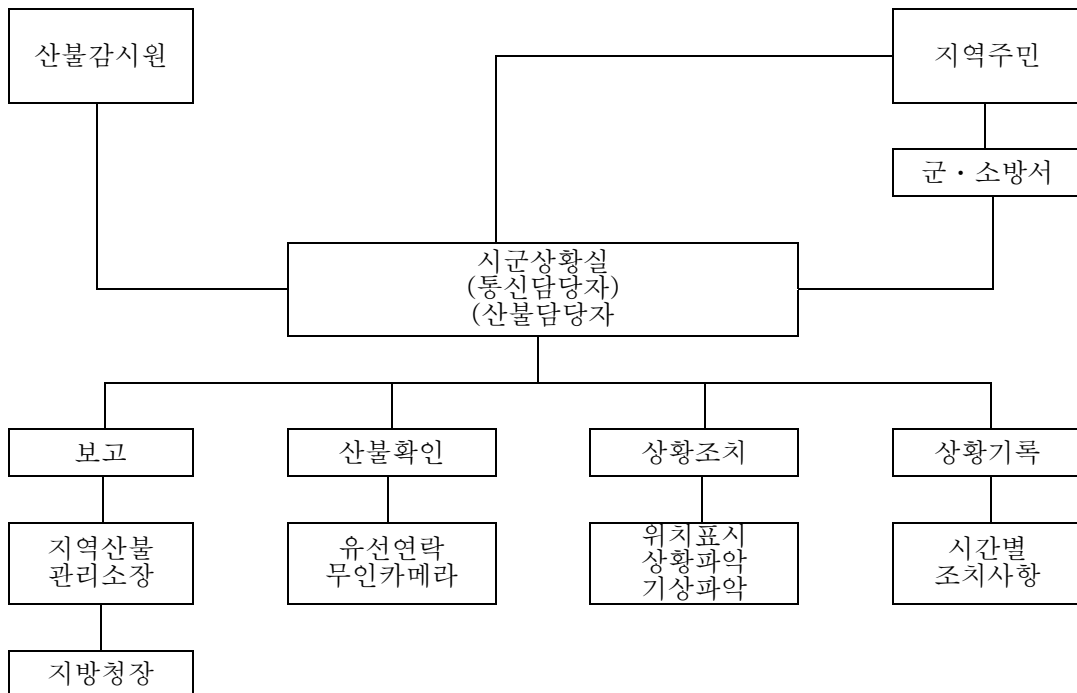 산불감시원
지역주민
군·소방서
시군상황실
(통신담당자)
(산불담당자
보고
산불확인
상황조치
상황기록
지역산불
관리소장
유선연락
무인카메라
위치표시
상황파악
기상파악
시간별
조치사항
지방청장